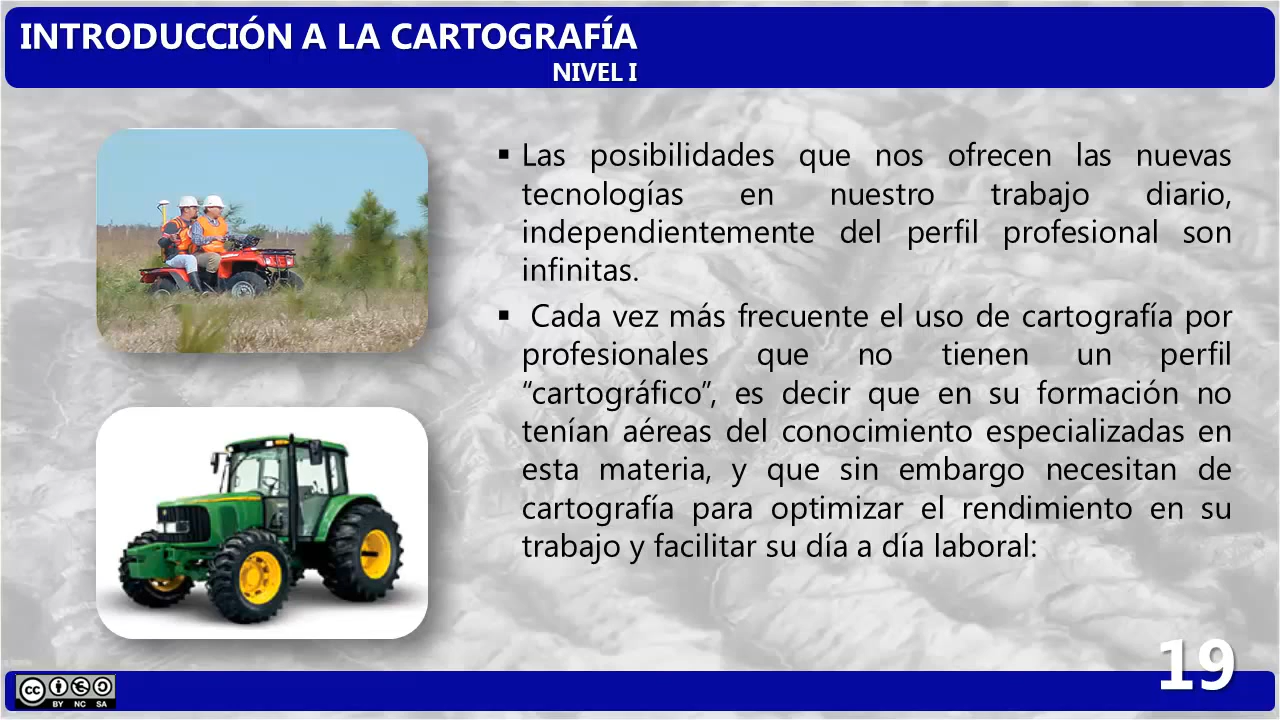 INTRODUCCIÓN A LA CARTOGRAFÍA
NIVEL I
▪ Las posibilidades que nos ofrecen las nuevas
tecnologías en nuestro trabajo diario,
independientemente del perfil profesional son
infinitas.
▪ Cada vez más frecuente el uso de cartografía por
profesionales que no tienen un perfil
“cartográfico”, es decir que en su formación no
tenían aéreas del conocimiento especializadas en
esta materia, y que sin embargo necesitan de
cartografía para optimizar el rendimiento en su
trabajo y facilitar su día a día laboral:
19
cc
BY NC SA